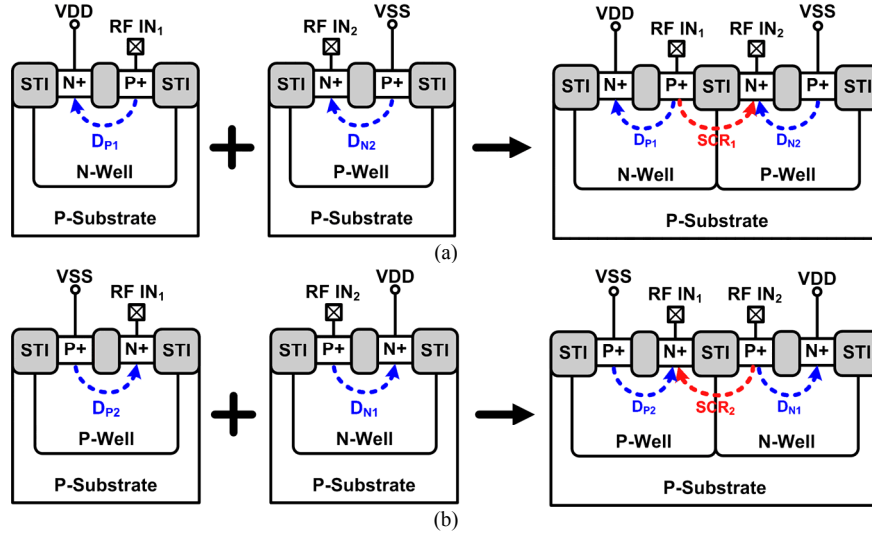 VDD
RF IN1
STI N+ P+ STI
DP1
N-Well
P-Substrate
RF IN2
VSS
STI N+ P+ STI
DN2
P-Well
P-Substrate
VDD
RF IN1 RF IN2
VSS
STI N+ P+ STI N+ P+ STI
DP1 SCR1 DN2
N-Well P-Well
P-Substrate
(a)
VSS
RF IN1
STI P+ N+ STI
DP2
P-Well
P-Substrate
RF IN2
VDD
STI P+ N+ STI
DN1
N-Well
P-Substrate
VSS
RF IN1 RF IN2
VDD
STI P+ N+ STI P+ N+ STI
DP2 SCR2 DN1
P-Well N-Well
P-Substrate
(b)